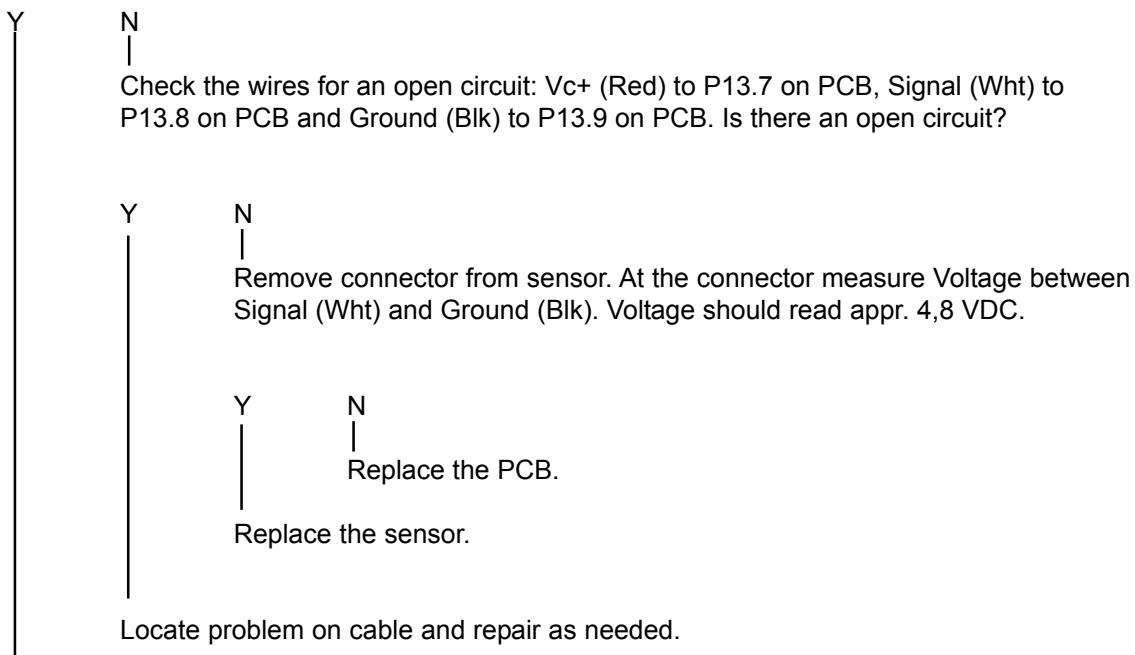 Y N
Check the wires for an open circuit: Vc+ (Red) to P13.7 on PCB, Signal (Wht) to
P13.8 on PCB and Ground (Blk) to P13.9 on PCB. Is there an open circuit?
Y N
Remove connector from sensor. At the connector measure Voltage between
Signal (Wht) and Ground (Blk). Voltage should read appr. 4,8 VDC.
Y N
Replace the PCB.
Replace the sensor.
Locate problem on cable and repair as needed.